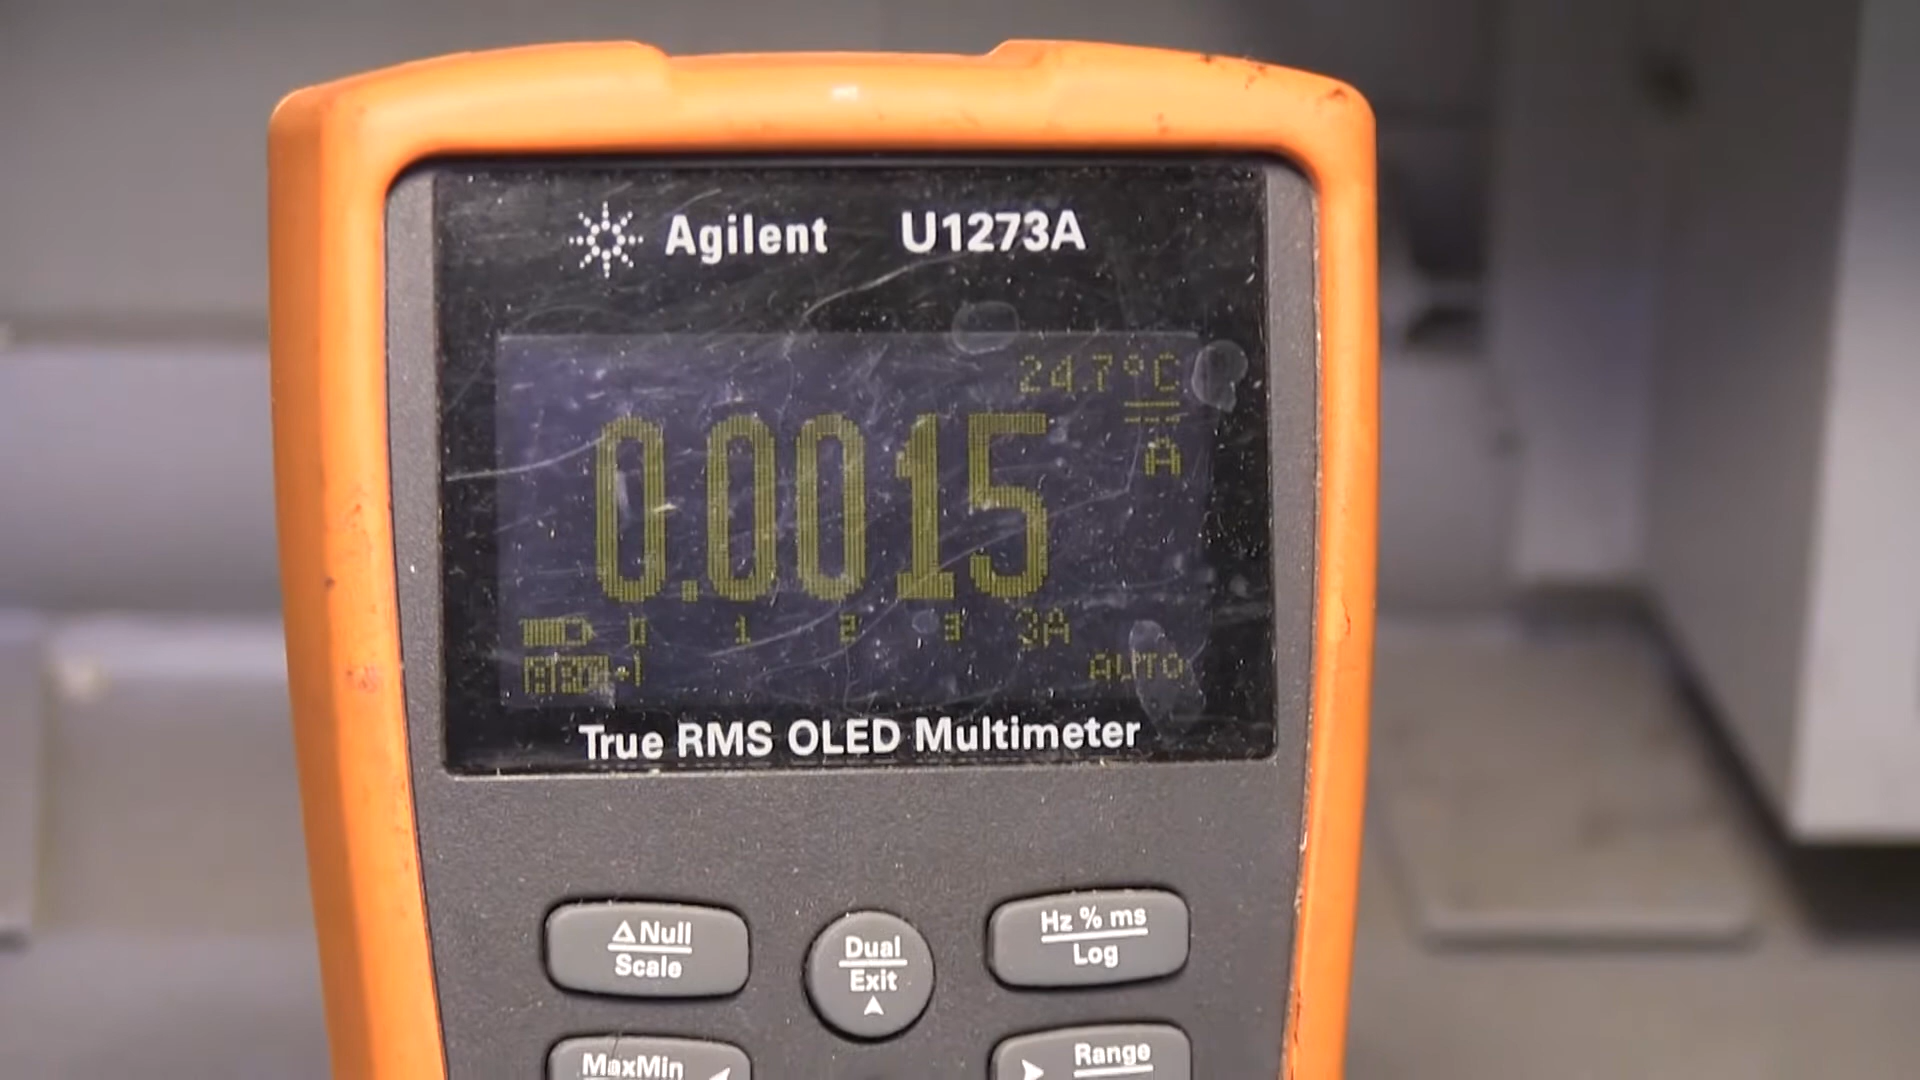 Agilent U1273A
24.7°C
0.0015 A
0 1 2 3 3A
AUTO
True RMS OLED Multimeter
Δ Null
Scale
Dual
Exit
Hz % ms
Log
MaxMin
Range